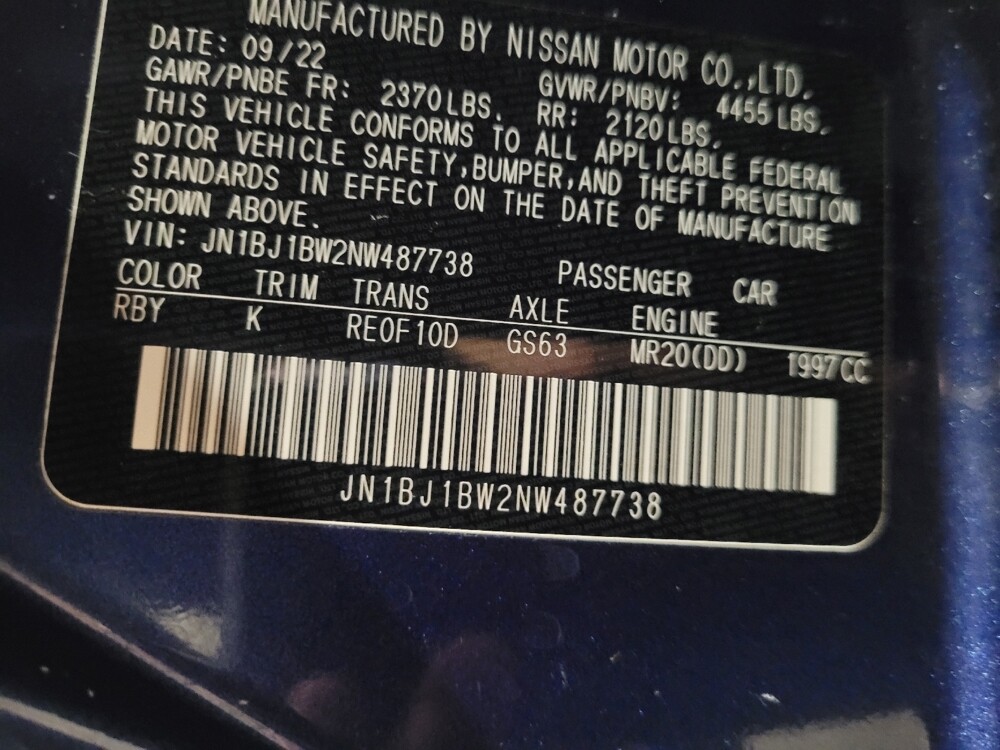 MANUFACTURED BY NISSAN MOTOR CO.,LTD.
DATE: 09/22 GVWR/PNBV: 4455 LBS.
GAWR/PNBE FR: 2370LBS. RR: 2120LBS.
THIS VEHICLE CONFORMS TO ALL APPLICABLE FEDERAL
MOTOR VEHICLE SAFETY,BUMPER,AND THEFT PREVENTION
STANDARDS IN EFFECT ON THE DATE OF MANUFACTURE
SHOWN ABOVE.
VIN: JN1BJ1BW2NW487738 PASSENGER CAR
COLOR TRIM TRANS AXLE ENGINE
RBY K RE0F10D GS63 MR20(DD) 1997CC
JN1BJ1BW2NW487738